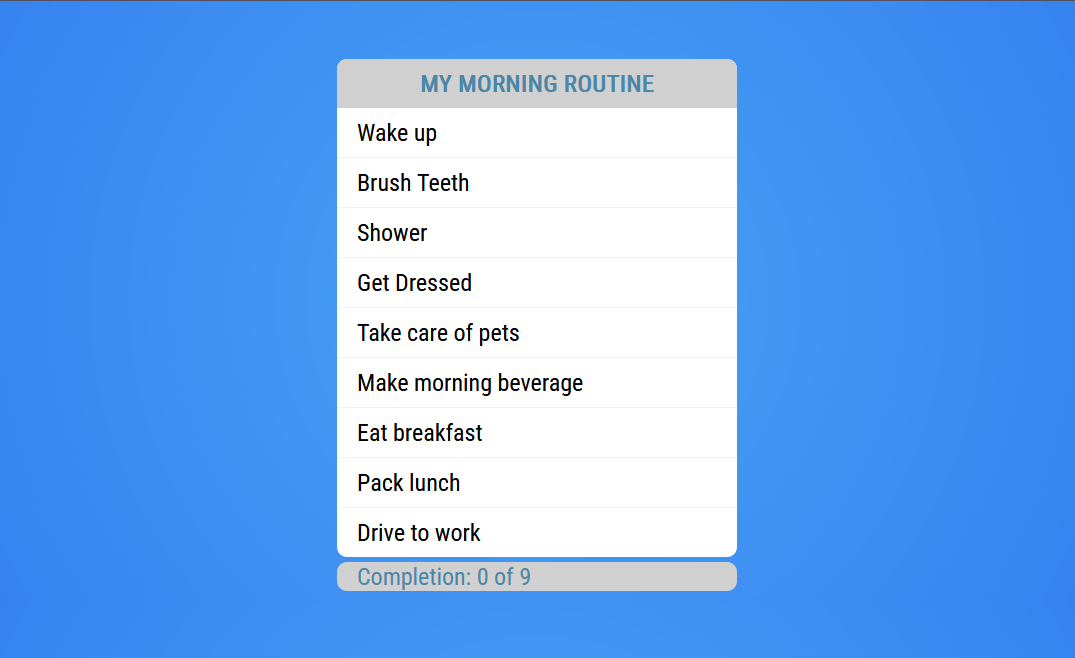 MY MORNING ROUTINE
Wake up
Brush Teeth
Shower
Get Dressed
Take care of pets
Make morning beverage
Eat breakfast
Pack lunch
Drive to work
Completion: 0 of 9